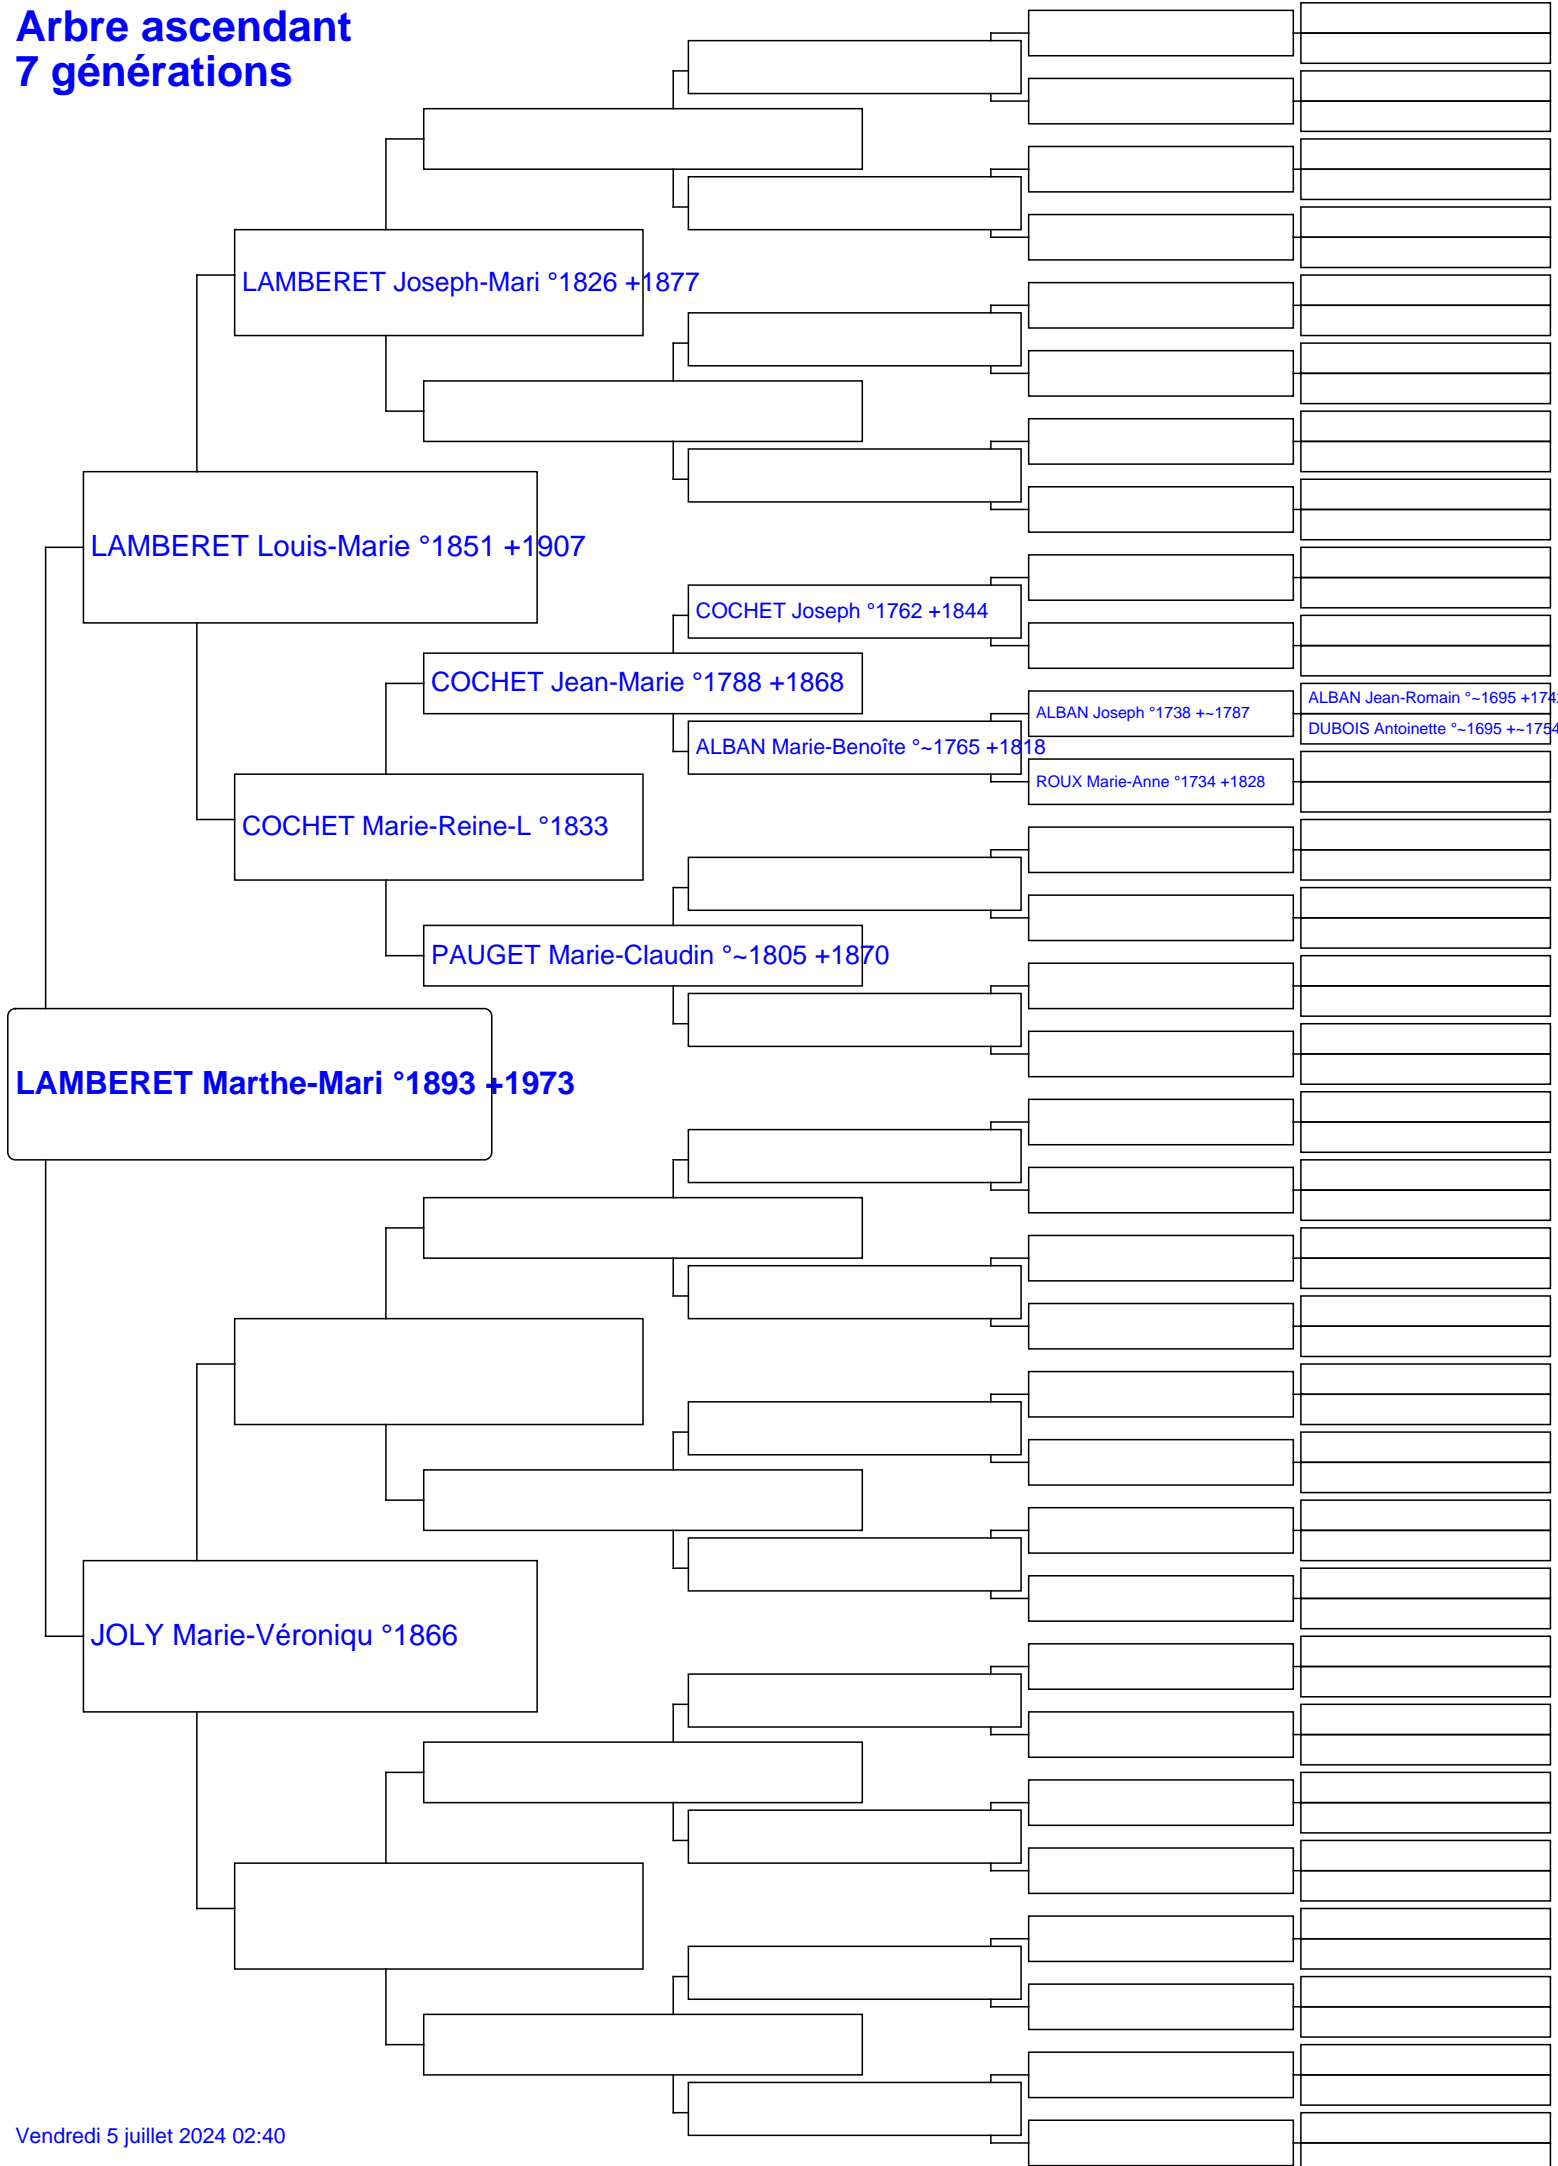 Arbre ascendant
7 générations
LAMBERET Joseph-Mari °1826 +1877
LAMBERET Louis-Marie °1851 +1907
COCHET Joseph °1762 +1844
COCHET Jean-Marie °1788 +1868
ALBAN Jean-Romain °~1695
ALBAN Joseph °1738 +~1787
DUBOIS Antoinette °~1695 +~1754
ALBAN Marie-Benoîte °~1765 +1818
ROUX Marie-Anne °1734 +1828
COCHET Marie-Reine-L °1833
PAUGET Marie-Claudin °~1805 +1870
LAMBERET Marthe-Mari °1893 +1973
JOLY Marie-Véroniqu °1866
Vendredi 5 juillet 2024 02:40